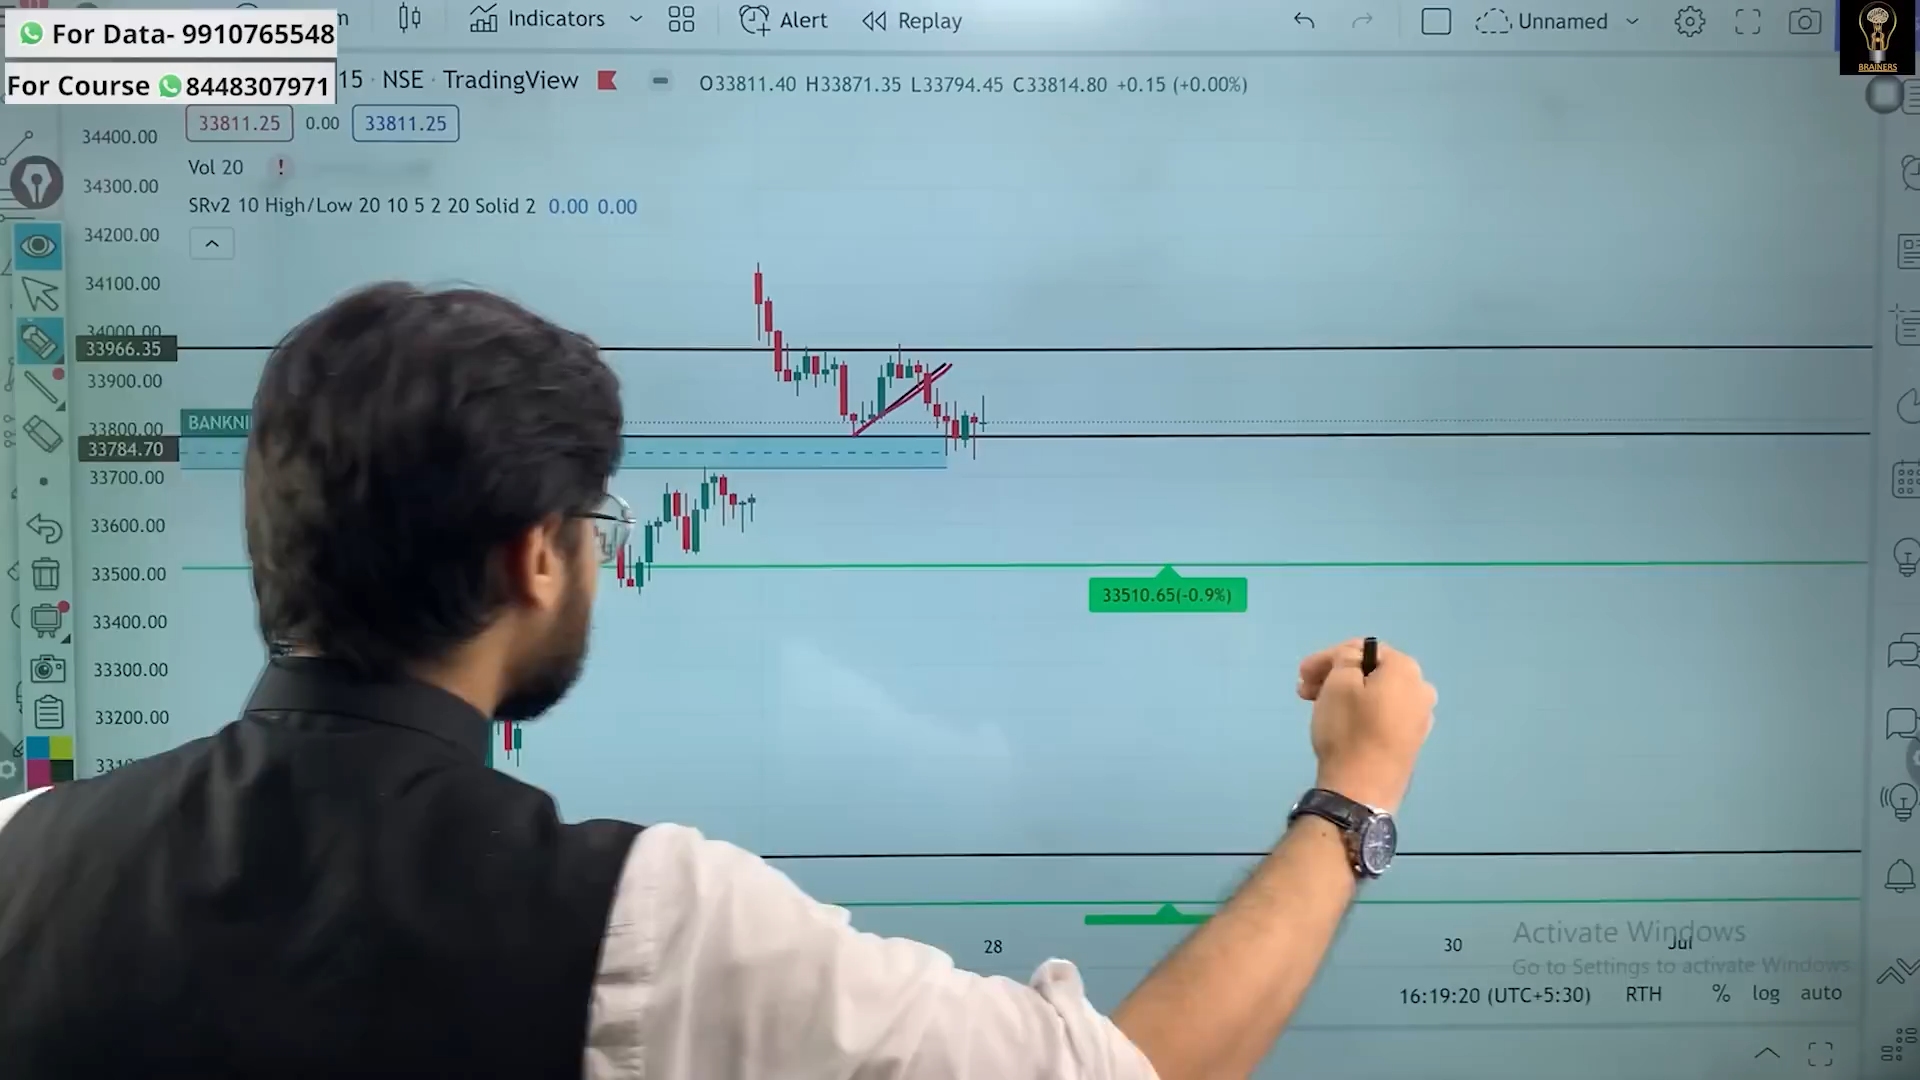 For Data- 9910765548
Indicators
Alert
Replay
Unnamed
BRAINERS
For Course 8448307971
15 · NSE · TradingView
O33811.40 H33871.35 L33794.45 C33814.80 +0.15 (+0.00%)
33811.25 0.00 33811.25
34400.00
Vol 20 !
34300.00
SRv2 10 High/Low 20 10 5 2 20 Solid 2 0.00 0.00
34200.00
34100.00
34000.00
33966.35
33900.00
33800.00
33784.70
33700.00
33600.00
33500.00
33510.65(-0.9%)
33400.00
33300.00
33200.00
28
30
Jul
Activate Windows
Go to Settings to activate Windows.
16:19:20 (UTC+5:30) RTH % log auto